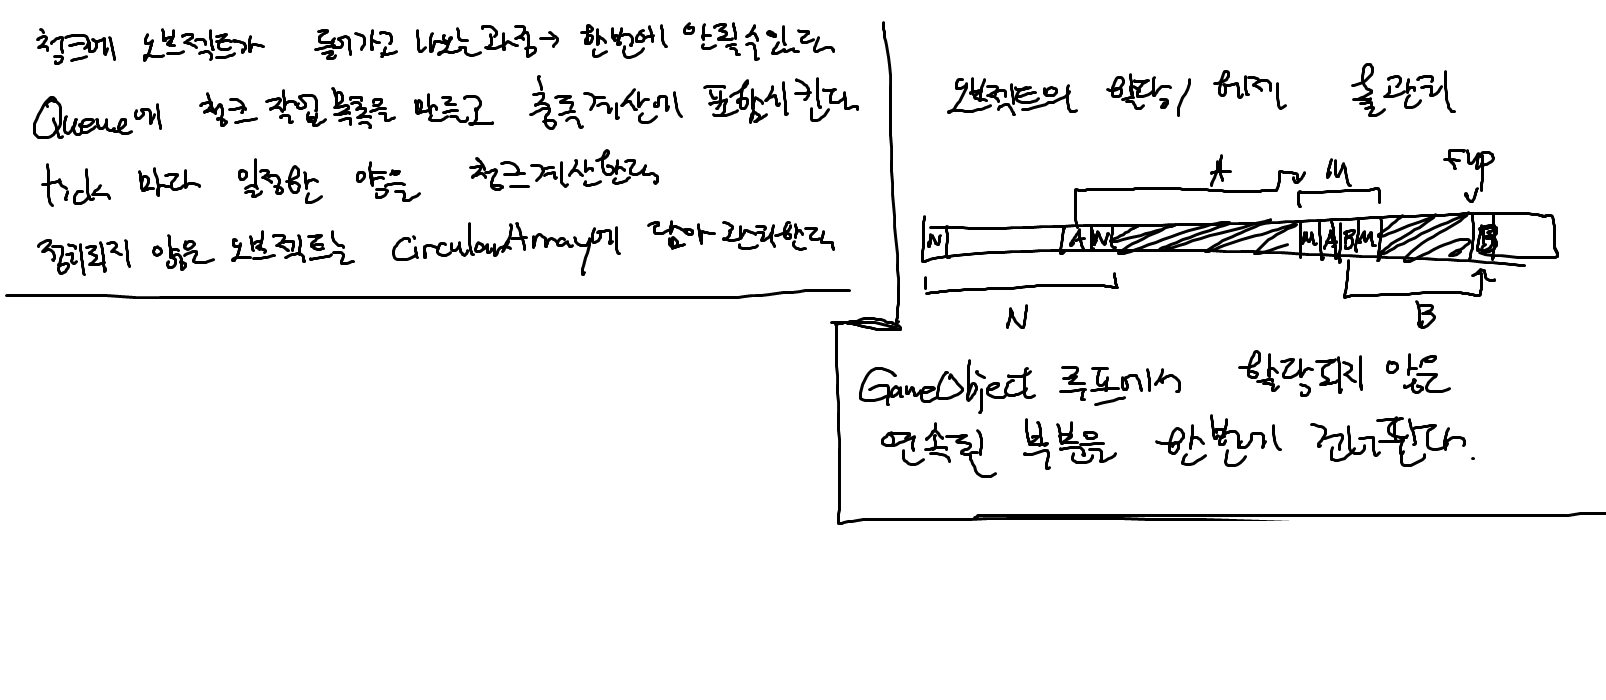 청크에 오브젝트가 들어가고 나오는 과정→ 한번에 안될수있다
Queue에 청크 작업 목록을 만들고 충돌계산에 포함시킨다
tick 마다 일정한 양을 청크계산한다
정리되지 않은 오브젝트는 CircularArray에 담아 관리한다
오브젝트의 할당/해제 풀관리
A M Flip
N A N M A B M B
N B
GameObject 루프에서 할당되지 않은
연속된 부분을 한번에 건너뛴다.